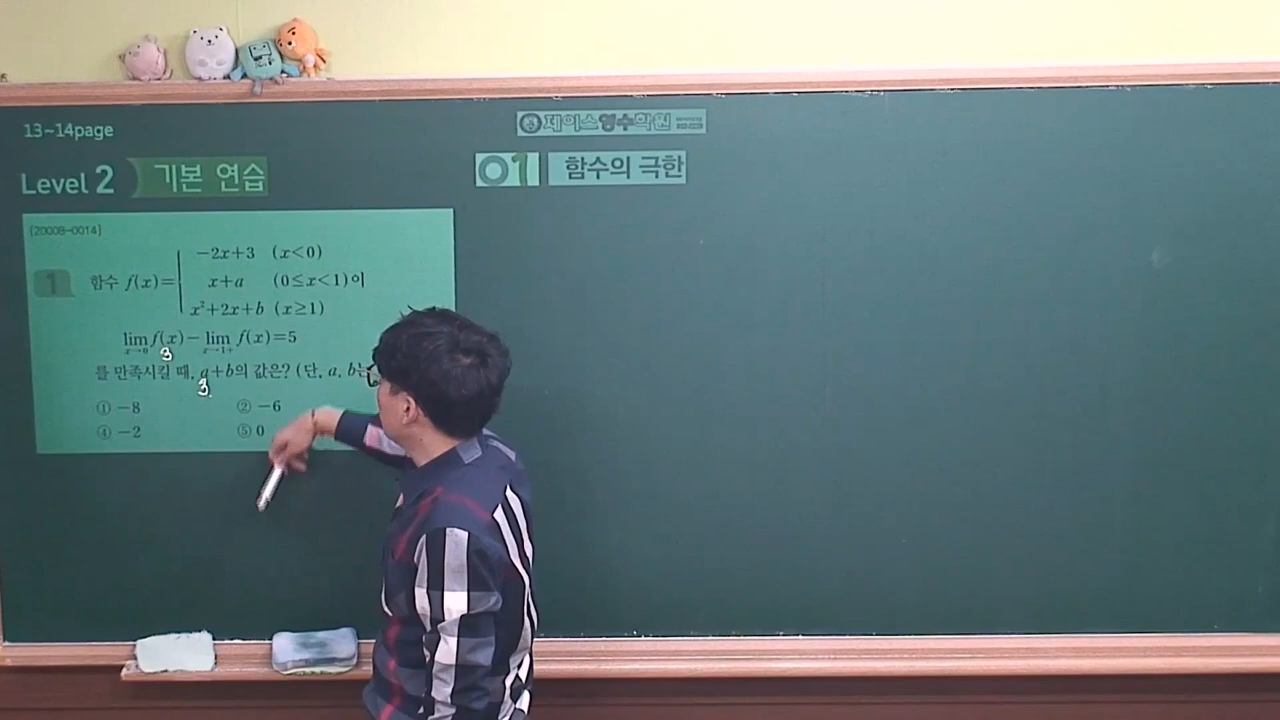 13~14page
제이스영수학원
Level 2 기본 연습
01 함수의 극한
[20008-0014]
1 함수 f(x)= { -2x+3 (x<0)
x+a (0≤x<1)이
x²+2x+b (x≥1)
lim f(x) - lim f(x)=5
x→0 x→1+
3
를 만족시킬 때, a+b의 값은? (단, a, b는
3
① -8 ② -6
④ -2 ⑤ 0